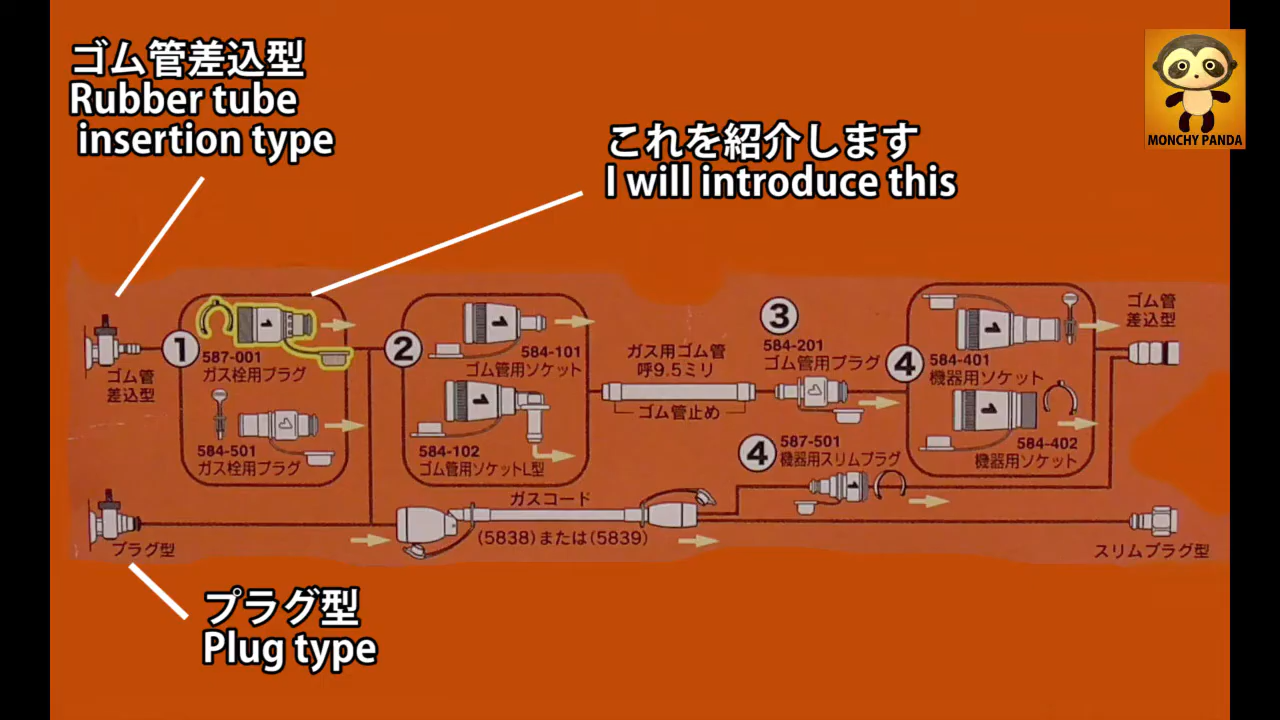 ゴム管差込型
Rubber tube
insertion type
これを紹介します
I will introduce this
MONCHY PANDA
ゴム管
差込型
1
587-001
ガス栓用プラグ
1
584-501
ガス栓用プラグ
2
584-101
ゴム管用ソケット
1
584-102
ゴム管用ソケットL型
1
ガス用ゴム管
呼9.5ミリ
ゴム管止め
3
584-201
ゴム管用プラグ
4
584-401
機器用ソケット
1
584-402
機器用ソケット
1
ゴム管
差込型
4
587-501
機器用スリムプラグ
1
ガスコード
(5838)または(5839)
プラグ型
スリムプラグ型
プラグ型
Plug type